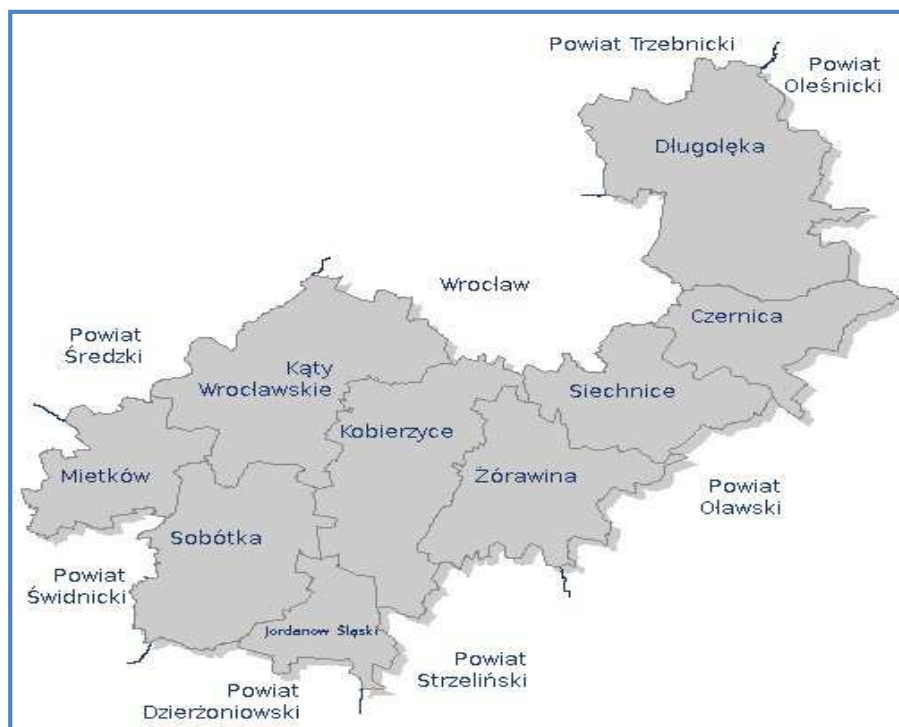 Powiat Trzebnicki
Powiat
Oleśnicki
Długołęka
Wrocław
Czernica
Powiat
Średzki
Kąty
Wrocławskie
Siechnice
Kobierzyce
Mietków
Żórawina
Powiat
Oławski
Sobótka
Powiat
Świdnicki
Jordanow Śląski
Powiat
Strzeliński
Powiat
Dzierżoniowski